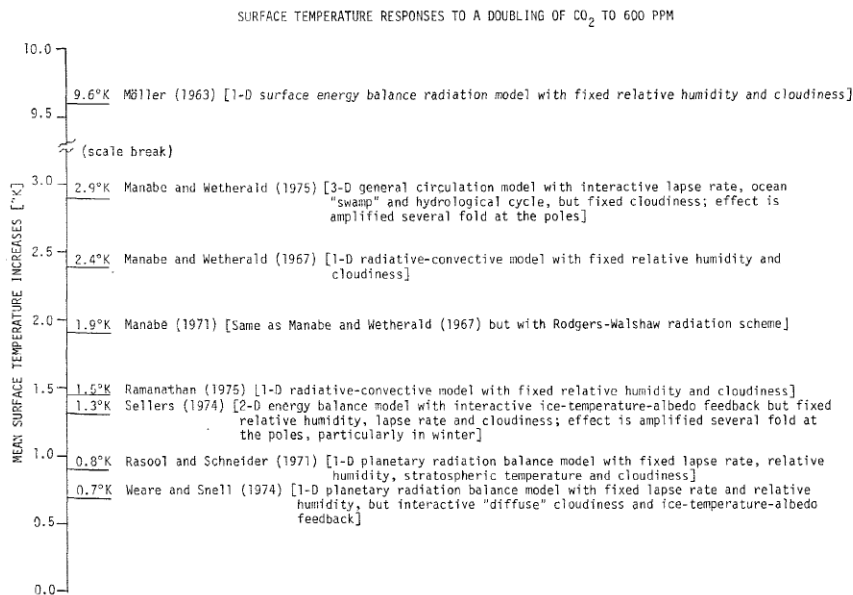 SURFACE TEMPERATURE RESPONSES TO A DOUBLING OF CO2 TO 600 PPM
10.0
9.6°K Möller (1963) [1-D surface energy balance radiation model with fixed relative humidity and cloudiness]
9.5
(scale break)
3.0
2.9°K Manabe and Wetherald (1975) [3-D general circulation model with interactive lapse rate, ocean
"swamp" and hydrological cycle, but fixed cloudiness; effect is
amplified several fold at the poles]
2.5
2.4°K Manabe and Wetherald (1967) [1-D radiative-convective model with fixed relative humidity and
cloudiness]
2.0
1.9°K Manabe (1971) [Same as Manabe and Wetherald (1967) but with Rodgers-Walshaw radiation scheme]
1.5
1.5°K Ramanathan (1975) [1-D radiative-convective model with fixed relative humidity and cloudiness]
1.3°K Sellers (1974) [2-D energy balance model with interactive ice-temperature-albedo feedback but fixed
relative humidity, lapse rate and cloudiness; effect is amplified several fold at
the poles, particularly in winter]
1.0
0.8°K Rasool and Schneider (1971) [1-D planetary radiation balance model with fixed lapse rate, relative
humidity, stratospheric temperature and cloudiness]
0.7°K Weare and Snell (1974) [1-D planetary radiation balance model with fixed lapse rate and relative
humidity, but interactive "diffuse" cloudiness and ice-temperature-albedo
feedback]
0.5
0.0
MEAN SURFACE TEMPERATURE INCREASES [°K]